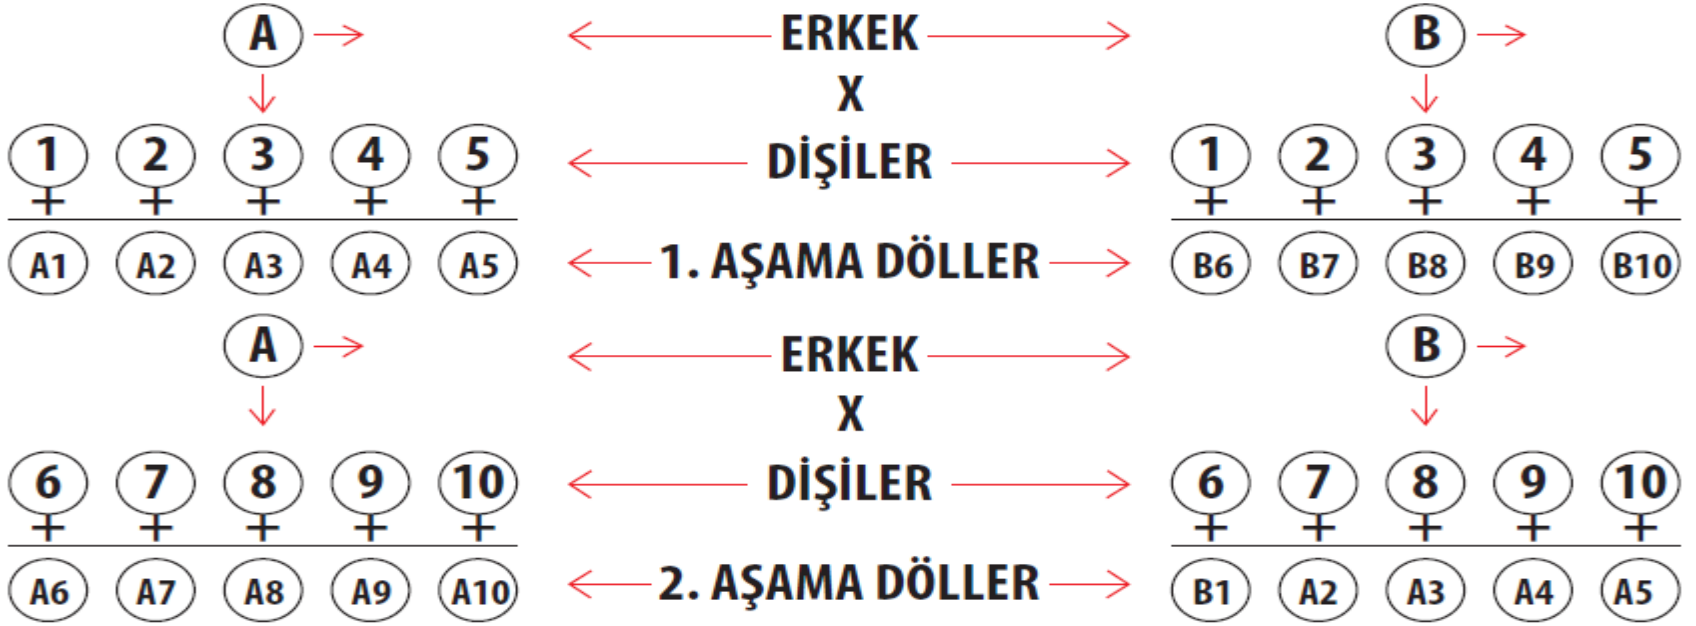 A ERKEK B
X
1 2 3 4 5 DİŞİLER 1 2 3 4 5
+ + + + + + + + + +
A1 A2 A3 A4 A5 1. AŞAMA DÖLLER B6 B7 B8 B9 B10
A ERKEK B
X
6 7 8 9 10 DİŞİLER 6 7 8 9 10
+ + + + + + + + + +
A6 A7 A8 A9 A10 2. AŞAMA DÖLLER B1 A2 A3 A4 A5